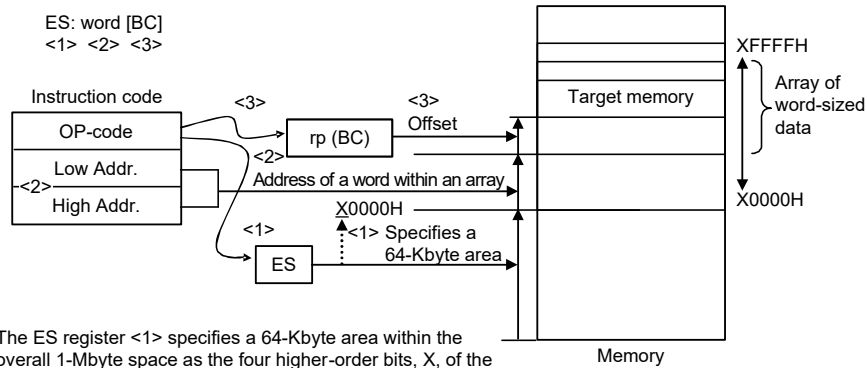 ES: word [BC]
<1> <2> <3>
XFFFFH
Array of
word-sized
data
Instruction code
<3>
<3>
Target memory
OP-code
rp (BC)
Offset
<2>
Low Addr.
<2>
Address of a word within an array
High Addr.
X0000H
X0000H
<1>
<1> Specifies a
64-Kbyte area
ES
The ES register <1> specifies a 64-Kbyte area within the
overall 1-Mbyte space as the four higher-order bits, X, of the
Memory